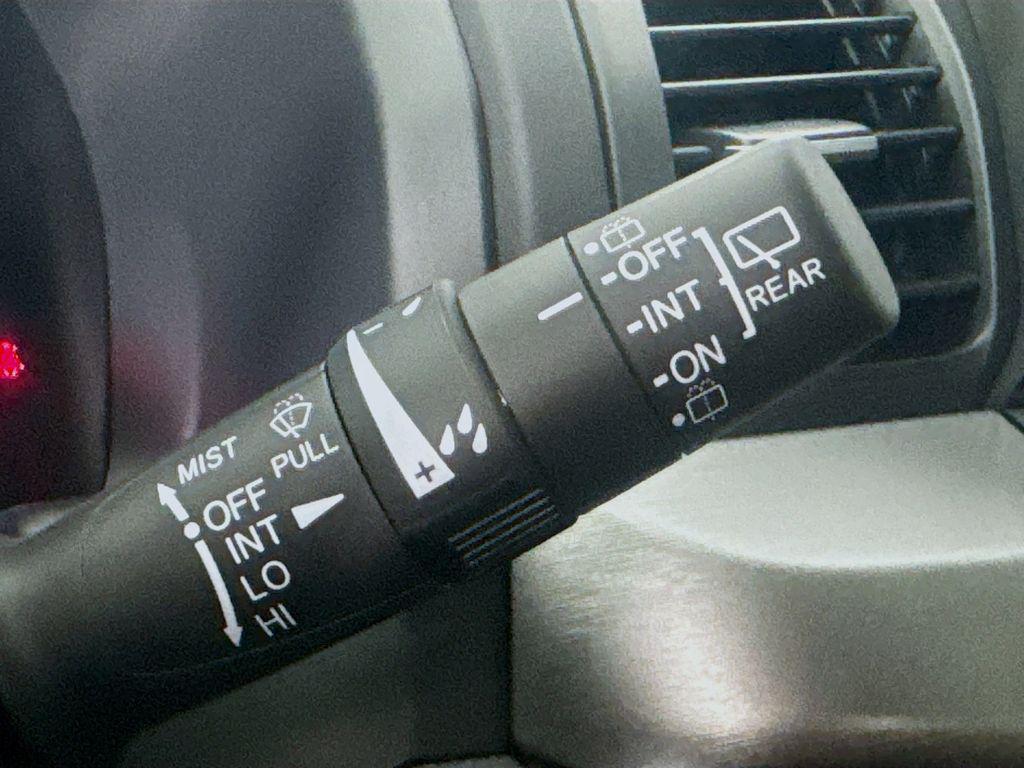 MIST
PULL
OFF
INT
LO
HI
- +
-OFF
-INT
-ON
REAR